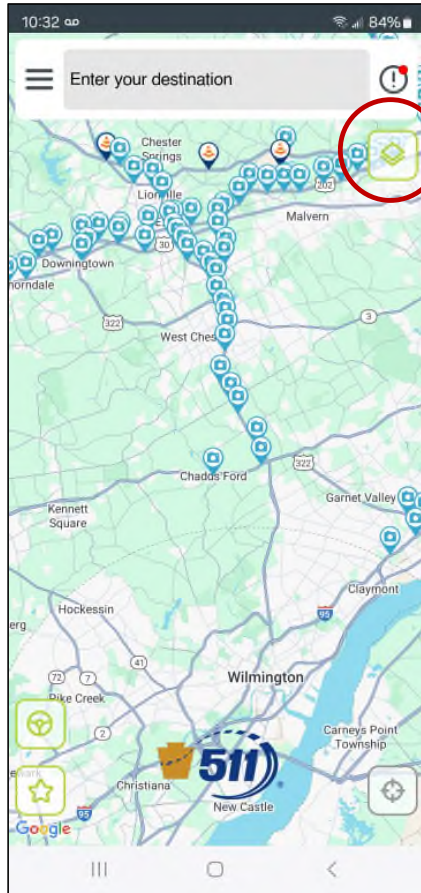 10:32
84%
Enter your destination
Chester
Springs
Lionville
202
Malvern
30
Downingtown
322
3
West Ches
322
Chadds Ford
Garnet Valley
Kennett
Square
Claymont
Hockessin
95
erg
41
72
7
Wilmington
Pike Creek
2
Carneys Point
Township
511
Christiana
95
New Castle
Google